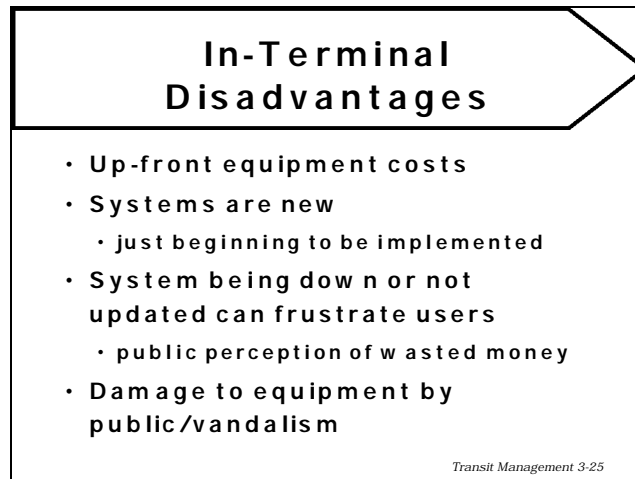 In-Terminal
Disadvantages
• Up-front equipment costs
• Systems are new
• just beginning to be implemented
• System being down or not
updated can frustrate users
• public perception of wasted money
• Damage to equipment by
public/vandalism
Transit Management 3-25